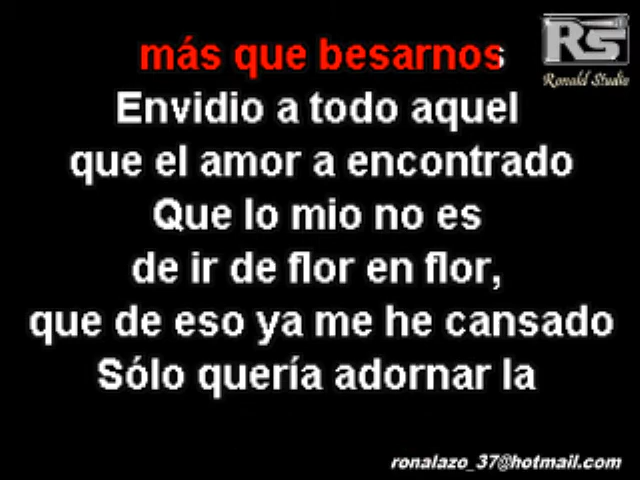 más que besarnos
RS
Ronald Studio
Envidio a todo aquel
que el amor a encontrado
Que lo mio no es
de ir de flor en flor,
que de eso ya me he cansado
Sólo quería adornar la
ronalazo_37@hotmail.com